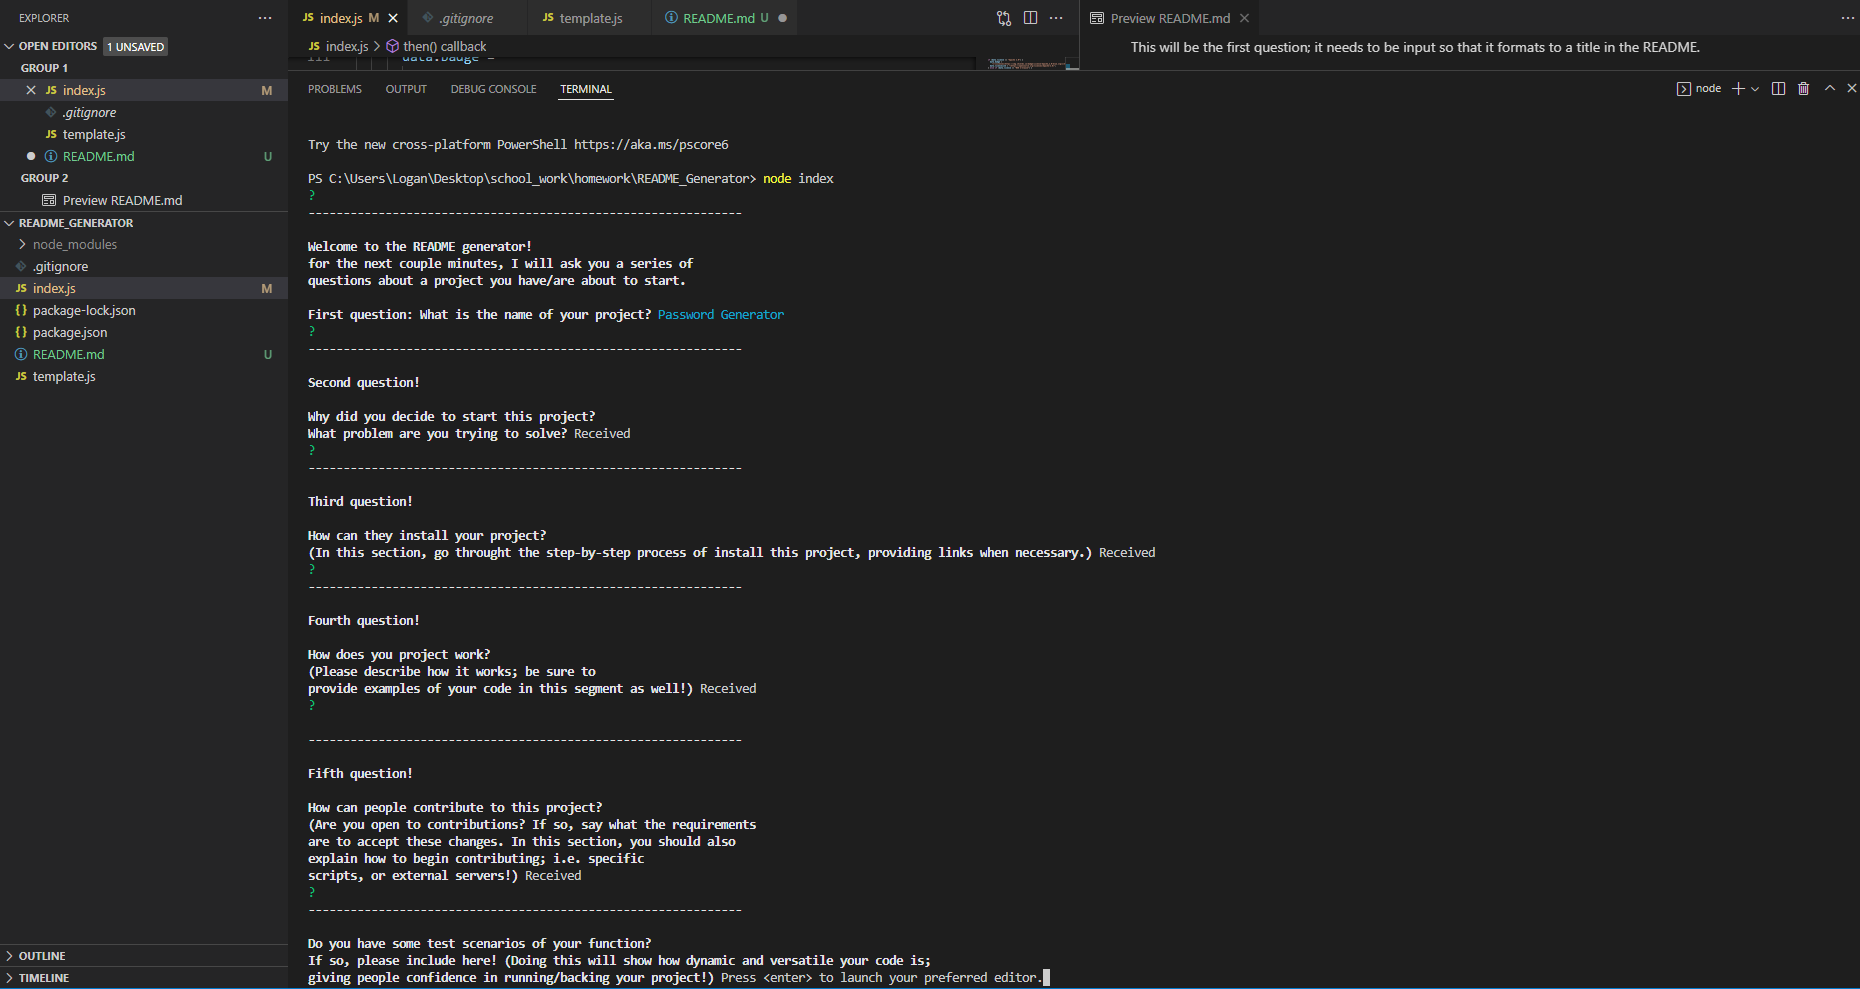 EXPLORER
OPEN EDITORS 1 UNSAVED
GROUP 1
JS index.js M
.gitignore
JS template.js
README.md U
GROUP 2
Preview README.md
README_GENERATOR
node_modules
.gitignore
JS index.js M
{} package-lock.json
{} package.json
README.md U
JS template.js
OUTLINE
TIMELINE
JS index.js M .gitignore JS template.js README.md U
JS index.js > then() callback
111 data.badge =
Preview README.md
This will be the first question; it needs to be input so that it formats to a title in the README.
PROBLEMS OUTPUT DEBUG CONSOLE TERMINAL
node
Try the new cross-platform PowerShell https://aka.ms/pscore6
PS C:\Users\Logan\Desktop\school_work\homework\README_Generator> node index
?
--------------------------------------------------------------
Welcome to the README generator!
for the next couple minutes, I will ask you a series of
questions about a project you have/are about to start.
First question: What is the name of your project? Password Generator
?
--------------------------------------------------------------
Second question!
Why did you decide to start this project?
What problem are you trying to solve? Received
?
--------------------------------------------------------------
Third question!
How can they install your project?
(In this section, go throught the step-by-step process of install this project, providing links when necessary.) Received
?
--------------------------------------------------------------
Fourth question!
How does you project work?
(Please describe how it works; be sure to
provide examples of your code in this segment as well!) Received
?
--------------------------------------------------------------
Fifth question!
How can people contribute to this project?
(Are you open to contributions? If so, say what the requirements
are to accept these changes. In this section, you should also
explain how to begin contributing; i.e. specific
scripts, or external servers!) Received
?
--------------------------------------------------------------
Do you have some test scenarios of your function?
If so, please include here! (Doing this will show how dynamic and versatile your code is;
giving people confidence in running/backing your project!) Press <enter> to launch your preferred editor.